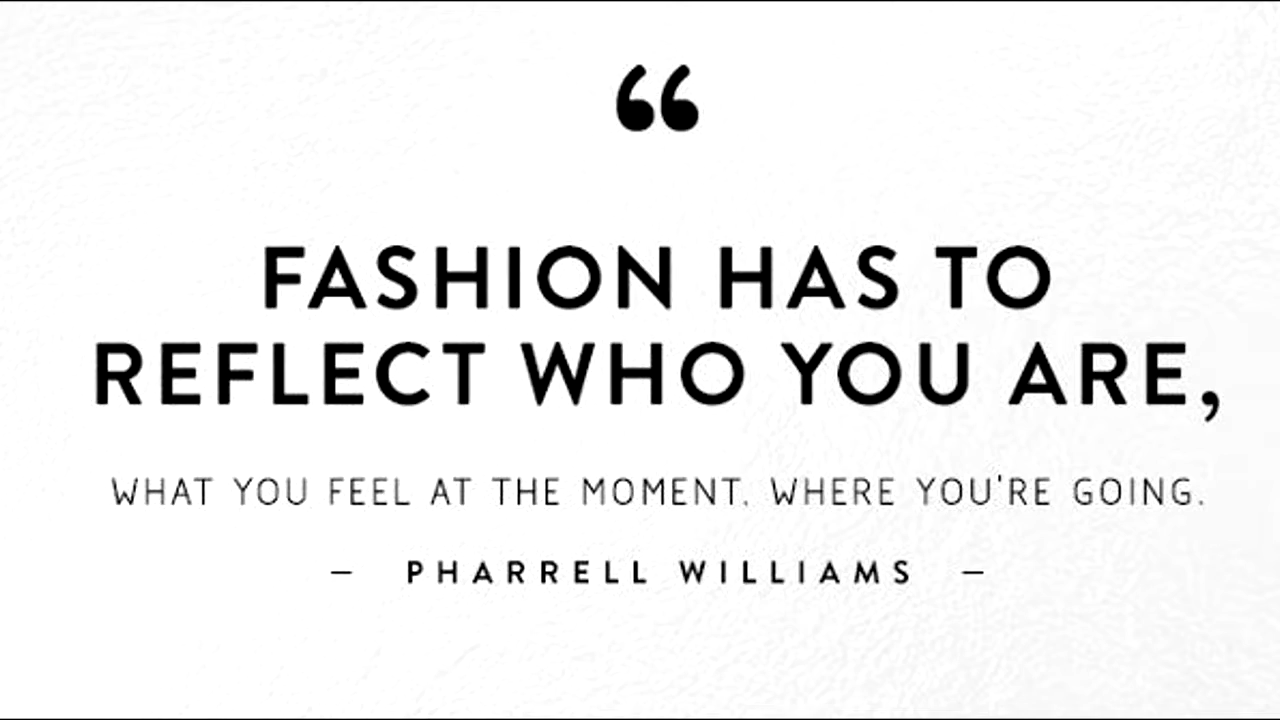 “
FASHION HAS TO
REFLECT WHO YOU ARE,
WHAT YOU FEEL AT THE MOMENT, WHERE YOU'RE GOING.
– PHARRELL WILLIAMS –